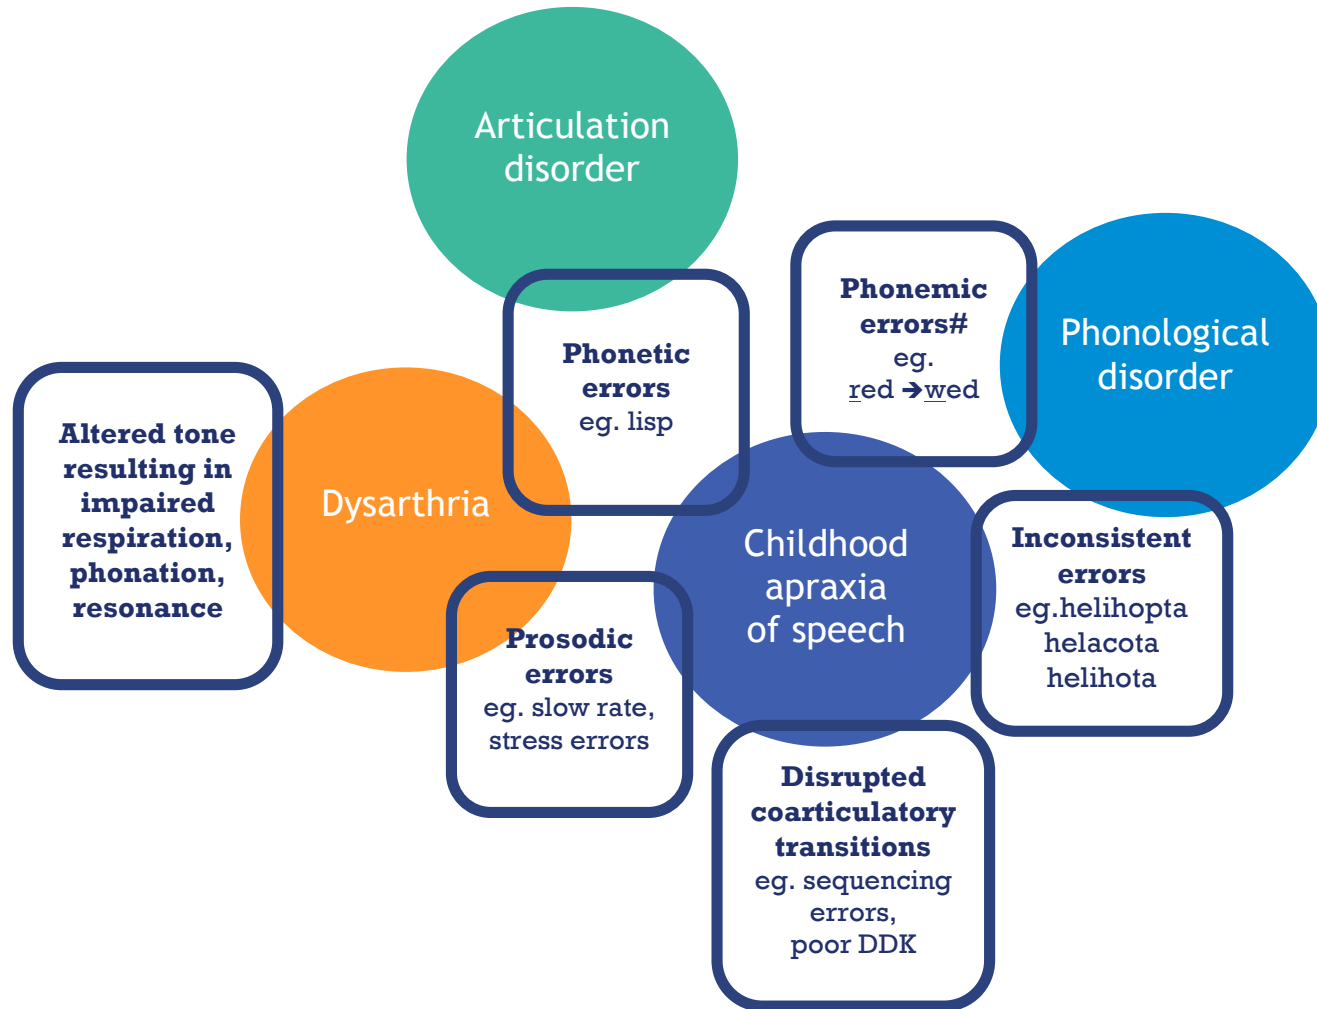 Articulation
disorder
Phonemic
errors#
eg.
red ➔wed
Phonological
disorder
Phonetic
errors
eg. lisp
Altered tone
resulting in
impaired
respiration,
phonation,
resonance
Dysarthria
Childhood
apraxia
of speech
Inconsistent
errors
eg.helihopta
helacota
helihota
Prosodic
errors
eg. slow rate,
stress errors
Disrupted
coarticulatory
transitions
eg. sequencing
errors,
poor DDK